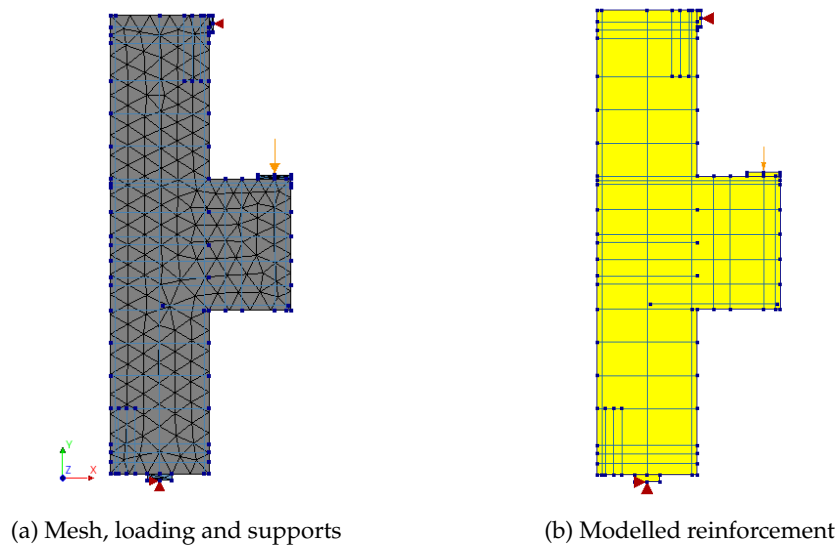 Y
Z
X
(a) Mesh, loading and supports
(b) Modelled reinforcement